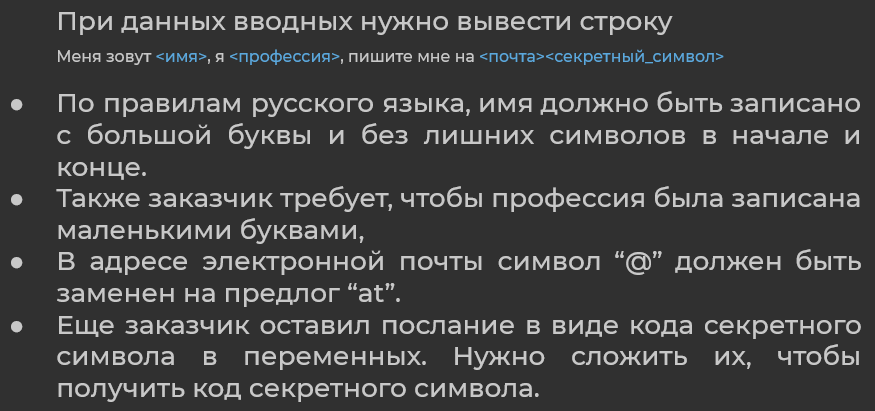 При данных вводных нужно вывести строку
Меня зовут <имя>, я <профессия>, пишите мне на <почта><секретный_символ>
● По правилам русского языка, имя должно быть записано
с большой буквы и без лишних символов в начале и
конце.
● Также заказчик требует, чтобы профессия была записана
маленькими буквами,
● В адресе электронной почты символ “@” должен быть
заменен на предлог “at”.
● Еще заказчик оставил послание в виде кода секретного
символа в переменных. Нужно сложить их, чтобы
получить код секретного символа.